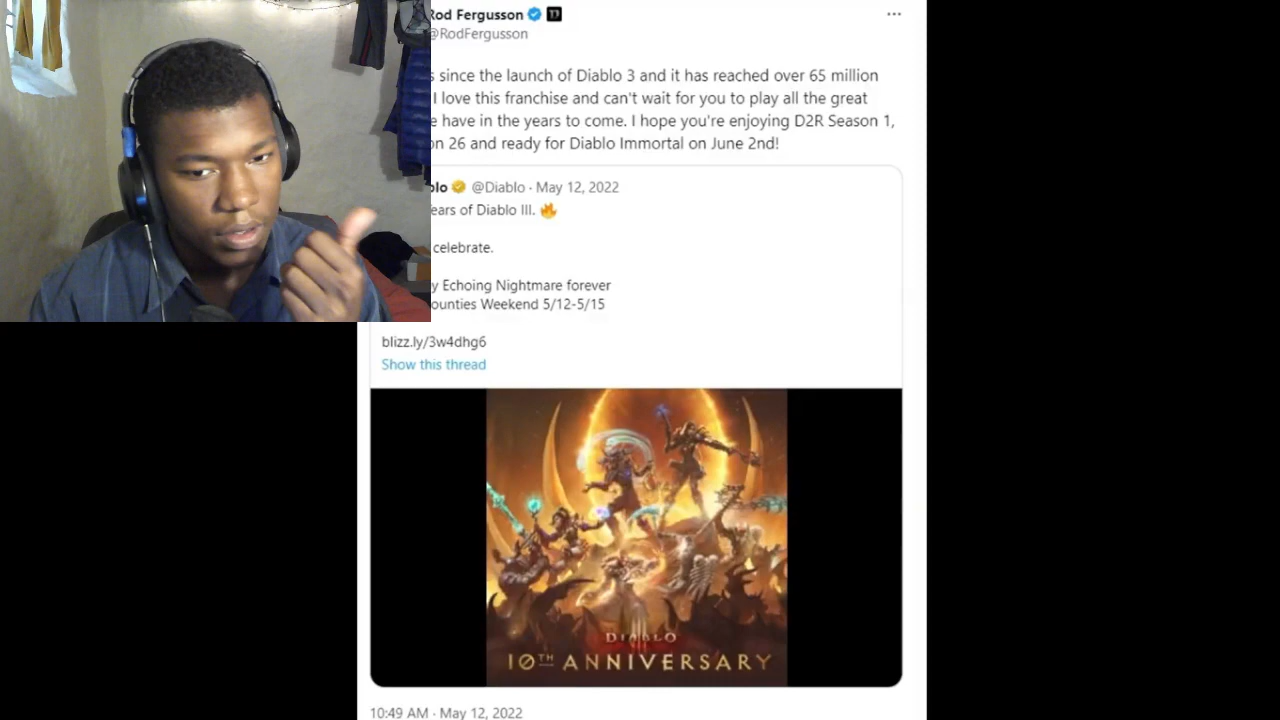 Rod Fergusson
@RodFergusson
since the launch of Diablo 3 and it has reached over 65 million
I love this franchise and can't wait for you to play all the great
have in the years to come. I hope you're enjoying D2R Season 1,
26 and ready for Diablo Immortal on June 2nd!
@Diablo · May 12, 2022
of Diablo III. 🔥
celebrate.
Echoing Nightmare forever
Weekend 5/12-5/15
blizz.ly/3w4dhg6
Show this thread
DIABLO
10TH ANNIVERSARY
10:49 AM · May 12, 2022